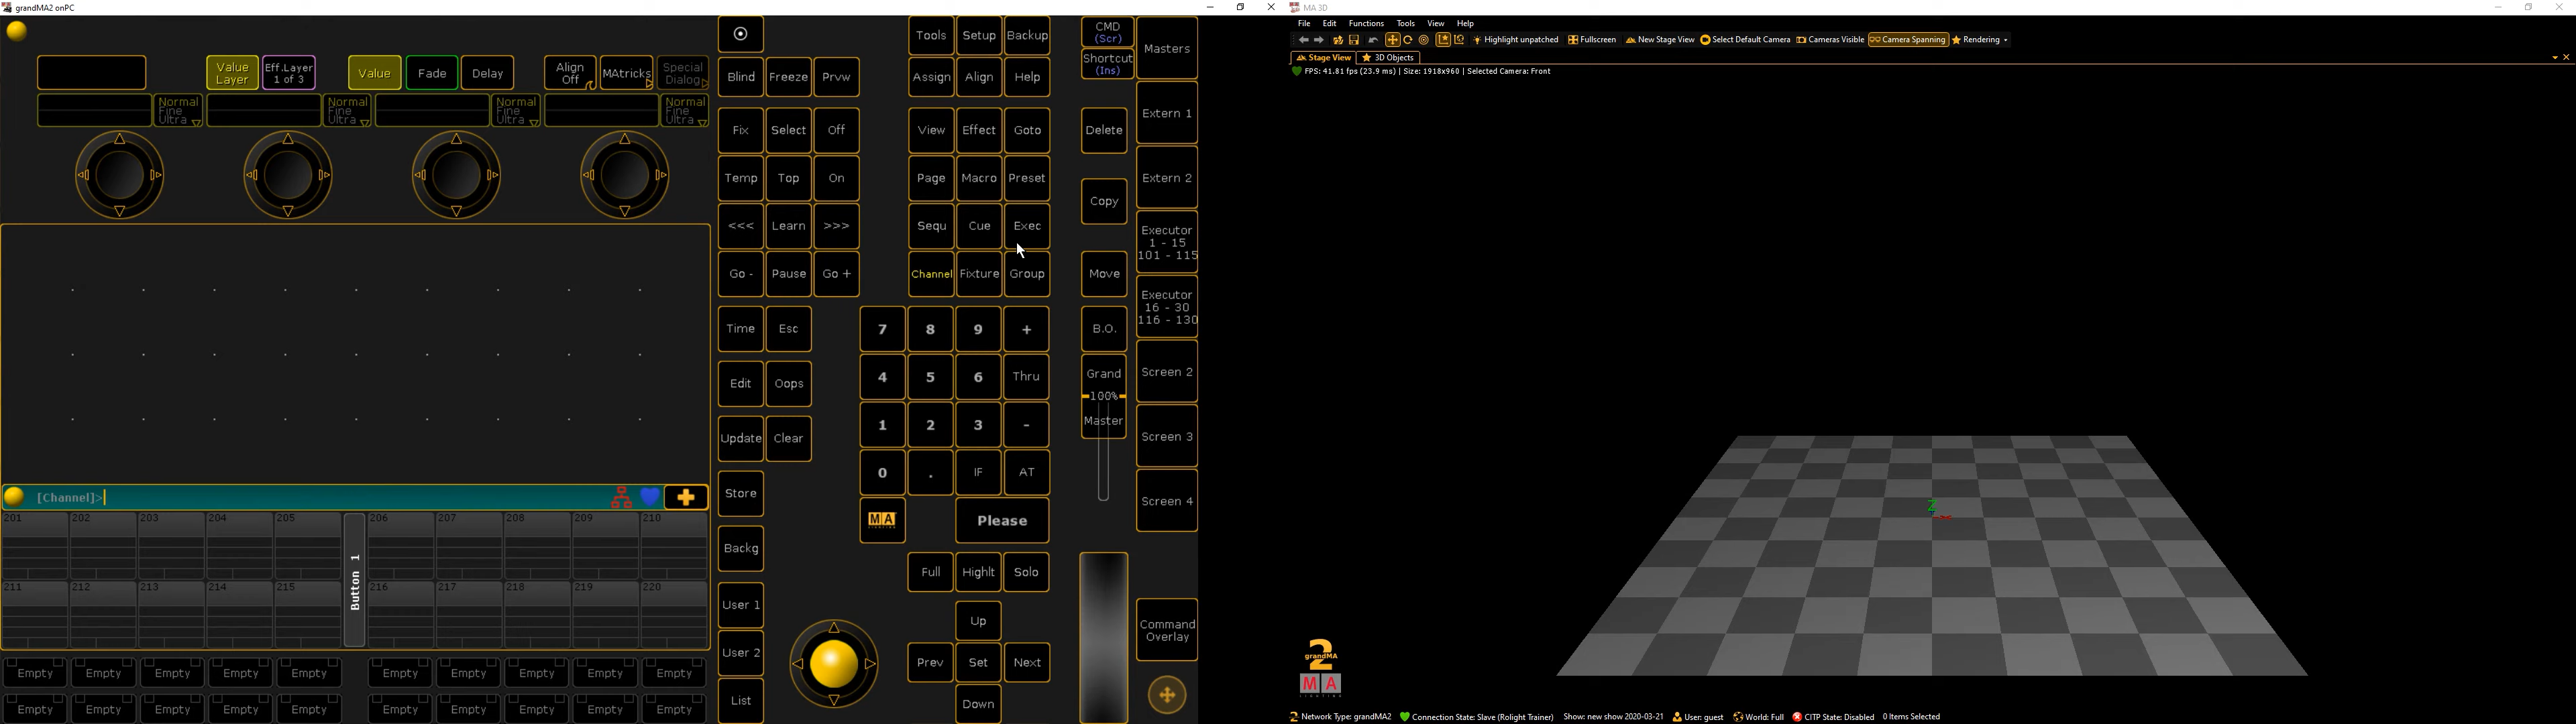 grandMA2 onPC
Value Layer
Eff.Layer 1 of 3
Value
Fade
Delay
Align Off
MAtricks
Special Dialog
Normal Fine Ultra
Normal Fine Ultra
Normal Fine Ultra
Normal Fine Ultra
[Channel]>
201 202 203 204 205 206 207 208 209 210
Button 1
211 212 213 214 215 216 217 218 219 220
Empty Empty Empty Empty Empty Empty Empty Empty Empty Empty
Empty Empty Empty Empty Empty Empty Empty Empty Empty Empty
Blind Freeze Prvw
Fix Select Off
Temp Top On
<<< Learn >>>
Go - Pause Go +
Time Esc
Edit Oops
Update Clear
Store
Backg
User 1
User 2
List
Tools Setup Backup
Assign Align Help
View Effect Goto
Page Macro Preset
Sequ Cue Exec
Channel Fixture Group
7 8 9 +
4 5 6 Thru
1 2 3 -
0 . IF AT
MA Please
Full Highlt Solo
Up
Prev Set Next
Down
CMD
(Scr)
Shortcut
(Ins)
Delete
Copy
Move
B.O.
Grand
100%
Master
Masters
Extern 1
Extern 2
Executor
1 - 15
101 - 115
Executor
16 - 30
116 - 130
Screen 2
Screen 3
Screen 4
Command
Overlay
MA 3D
File Edit Functions Tools View Help
Highlight unpatched Fullscreen New Stage View Select Default Camera Cameras Visible Camera Spanning Rendering
Stage View 3D Objects
FPS: 41.81 fps (23.9 ms) | Size: 1918x960 | Selected Camera: Front
Z
X
2
grandMA
MA
LIGHTING
Network Type: grandMA2 Connection State: Slave (Rolight Trainer) Show: new show 2020-03-21 User: guest World: Full CITP State: Disabled 0 Items Selected